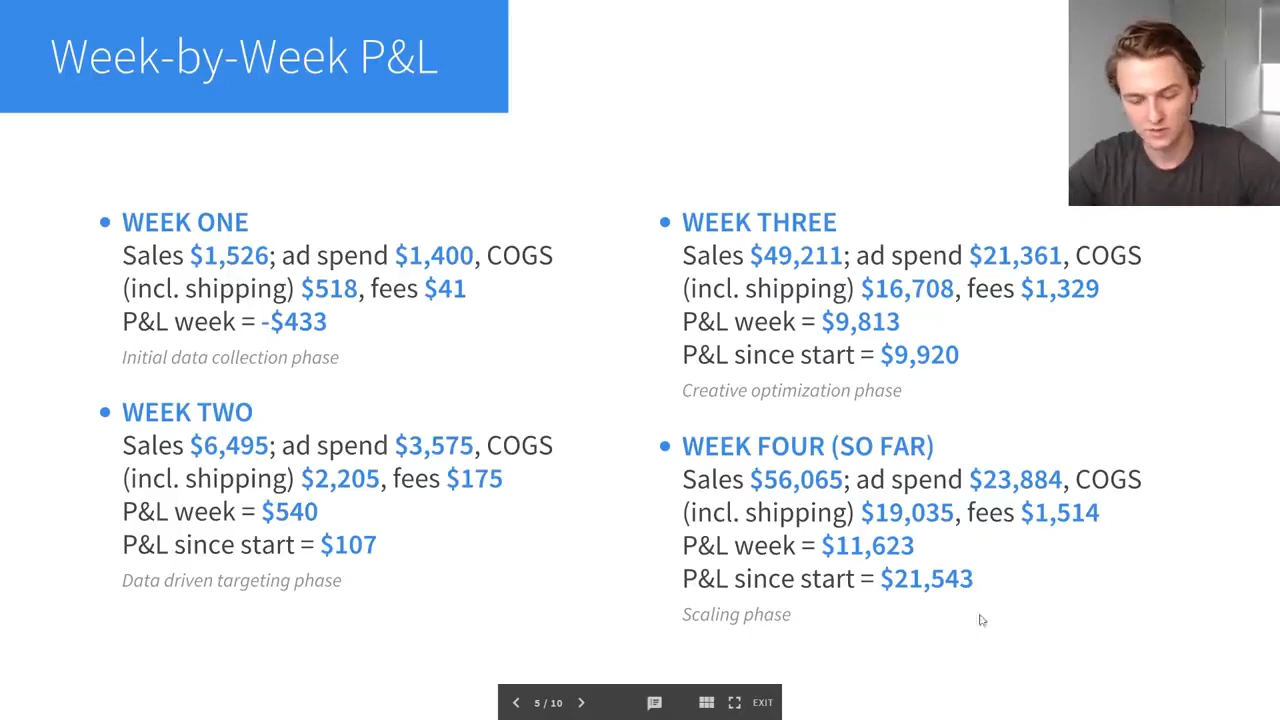 Week-by-Week P&L
WEEK ONE
Sales $1,526; ad spend $1,400, COGS
(incl. shipping) $518, fees $41
P&L week = -$433
Initial data collection phase
WEEK TWO
Sales $6,495; ad spend $3,575, COGS
(incl. shipping) $2,205, fees $175
P&L week = $540
P&L since start = $107
Data driven targeting phase
WEEK THREE
Sales $49,211; ad spend $21,361, COGS
(incl. shipping) $16,708, fees $1,329
P&L week = $9,813
P&L since start = $9,920
Creative optimization phase
WEEK FOUR (SO FAR)
Sales $56,065; ad spend $23,884, COGS
(incl. shipping) $19,035, fees $1,514
P&L week = $11,623
P&L since start = $21,543
Scaling phase
5 / 10
EXIT